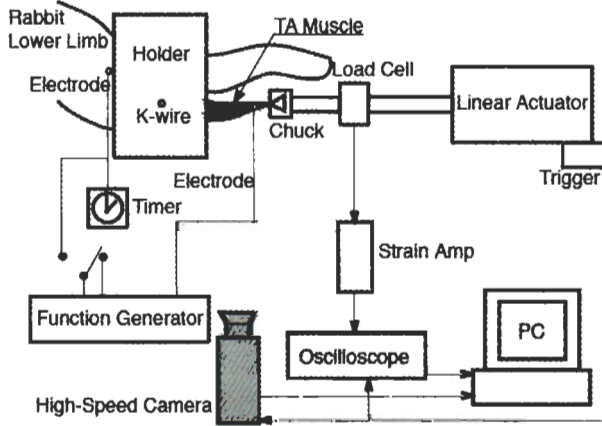 Rabbit
Lower Limb
Holder
TA Muscle
Load Cell
Electrode
K-wire
Chuck
Linear Actuator
Trigger
Electrode
Timer
Strain Amp
Function Generator
Oscilloscope
PC
High-Speed Camera